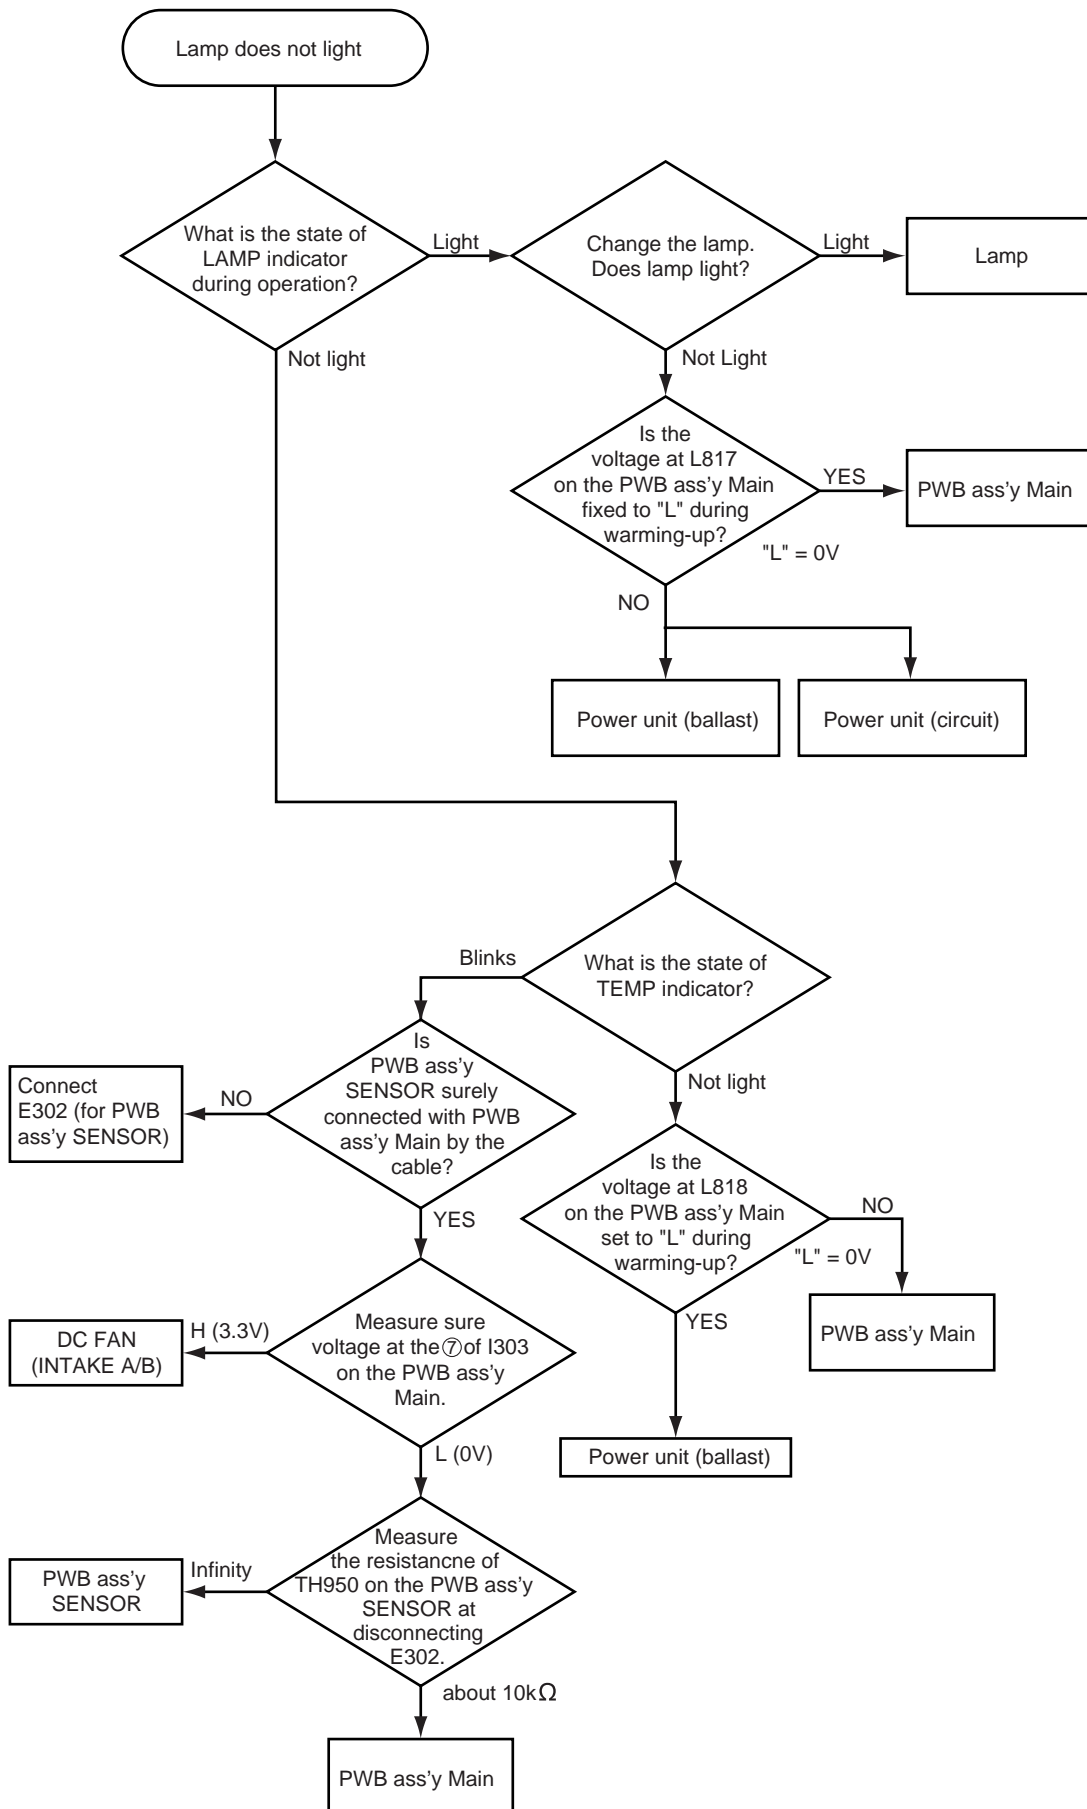 Lamp does not light
What is the state of
LAMP indicator
during operation?
Light
Change the lamp.
Does lamp light?
Light
Lamp
Not light
Not Light
Is the
voltage at L817
on the PWB ass'y Main
fixed to "L" during
warming-up?
YES
PWB ass'y Main
"L" = 0V
NO
Power unit (ballast)
Power unit (circuit)
What is the state of
TEMP indicator?
Blinks
Not light
Is
PWB ass'y
SENSOR surely
connected with PWB
ass'y Main by the
cable?
NO
Connect
E302 (for PWB
ass'y SENSOR)
YES
Is the
voltage at L818
on the PWB ass'y Main
set to "L" during
warming-up?
NO
"L" = 0V
PWB ass'y Main
YES
Power unit (ballast)
Measure sure
voltage at the⑦of I303
on the PWB ass'y
Main.
H (3.3V)
DC FAN
(INTAKE A/B)
L (0V)
Measure
the resistancne of
TH950 on the PWB ass'y
SENSOR at
disconnecting
E302.
Infinity
PWB ass'y
SENSOR
about 10kΩ
PWB ass'y Main